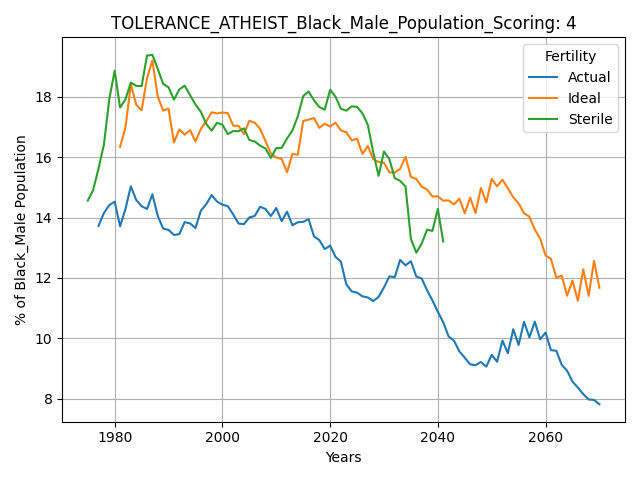 TOLERANCE_ATHEIST_Black_Male_Population_Scoring: 4
Fertility
Actual
Ideal
Sterile
% of Black_Male Population
18
16
14
12
10
8
1980
2000
2020
2040
2060
Years